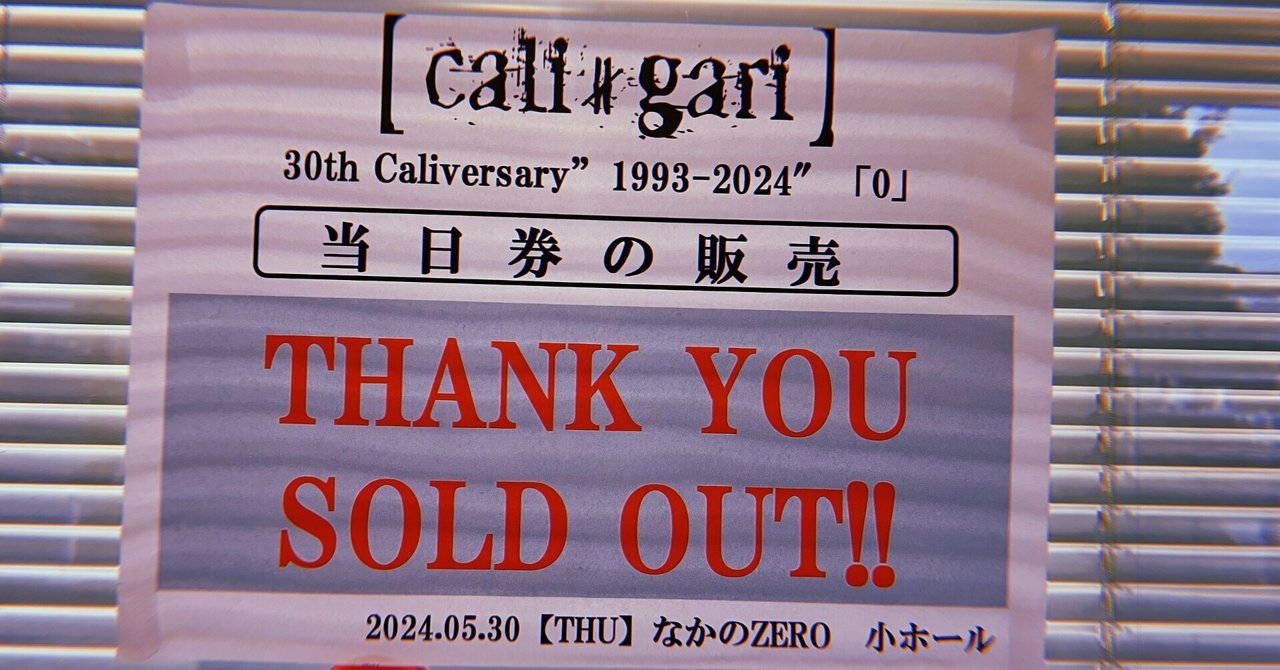 [cali≠gari]
30th Caliversary” 1993-2024″ 「0」
当日券の販売
THANK YOU
SOLD OUT!!
2024.05.30【THU】なかのZERO 小ホール